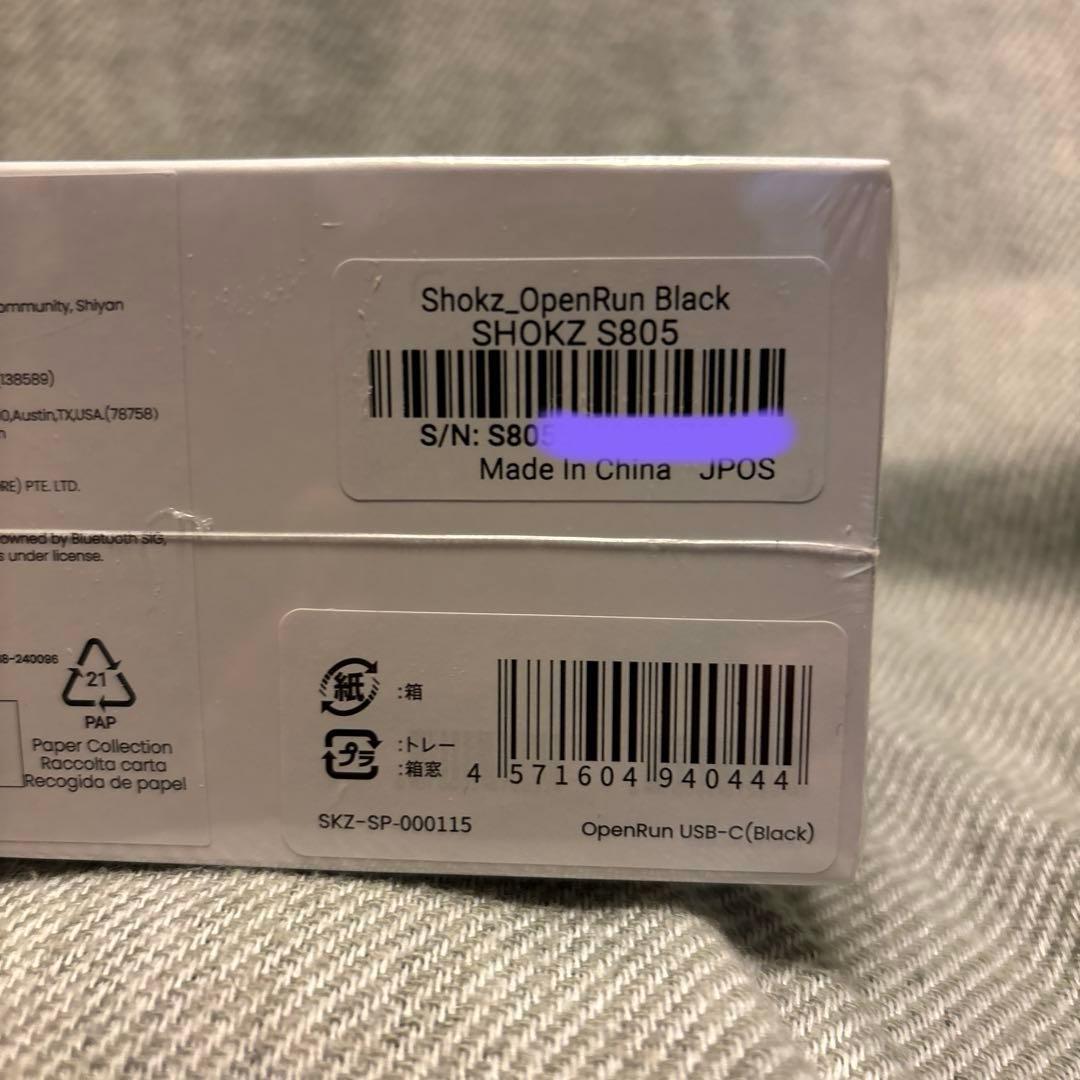 ommunity, Shiyan
138589)
0,Austin,TX,USA.(78758)
n
RE) PTE. LTD.
owned by Bluetooth SIG,
s under license.
8-240096
21
PAP
Paper Collection
Raccolta carta
Recogida de papel
Shokz_OpenRun Black
SHOKZ S805
S/N: S805
Made In China JPOS
紙 :箱
プラ :トレー
:箱窓
4 571604 940444
SKZ-SP-000115
OpenRun USB-C(Black)